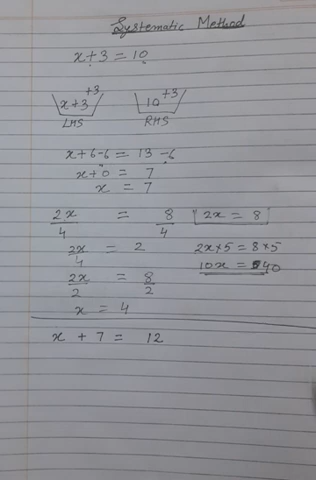 Systematic Method
x+3 = 10
x+3 +3 10 +3
LHS RHS
x+6-6 = 13-6
x+0 = 7
x = 7
2x/4 = 8/4 [2x = 8]
2x/4 = 2 2x×5 = 8×5
2x/2 = 8/2 10x = 40
x = 4
x + 7 = 12